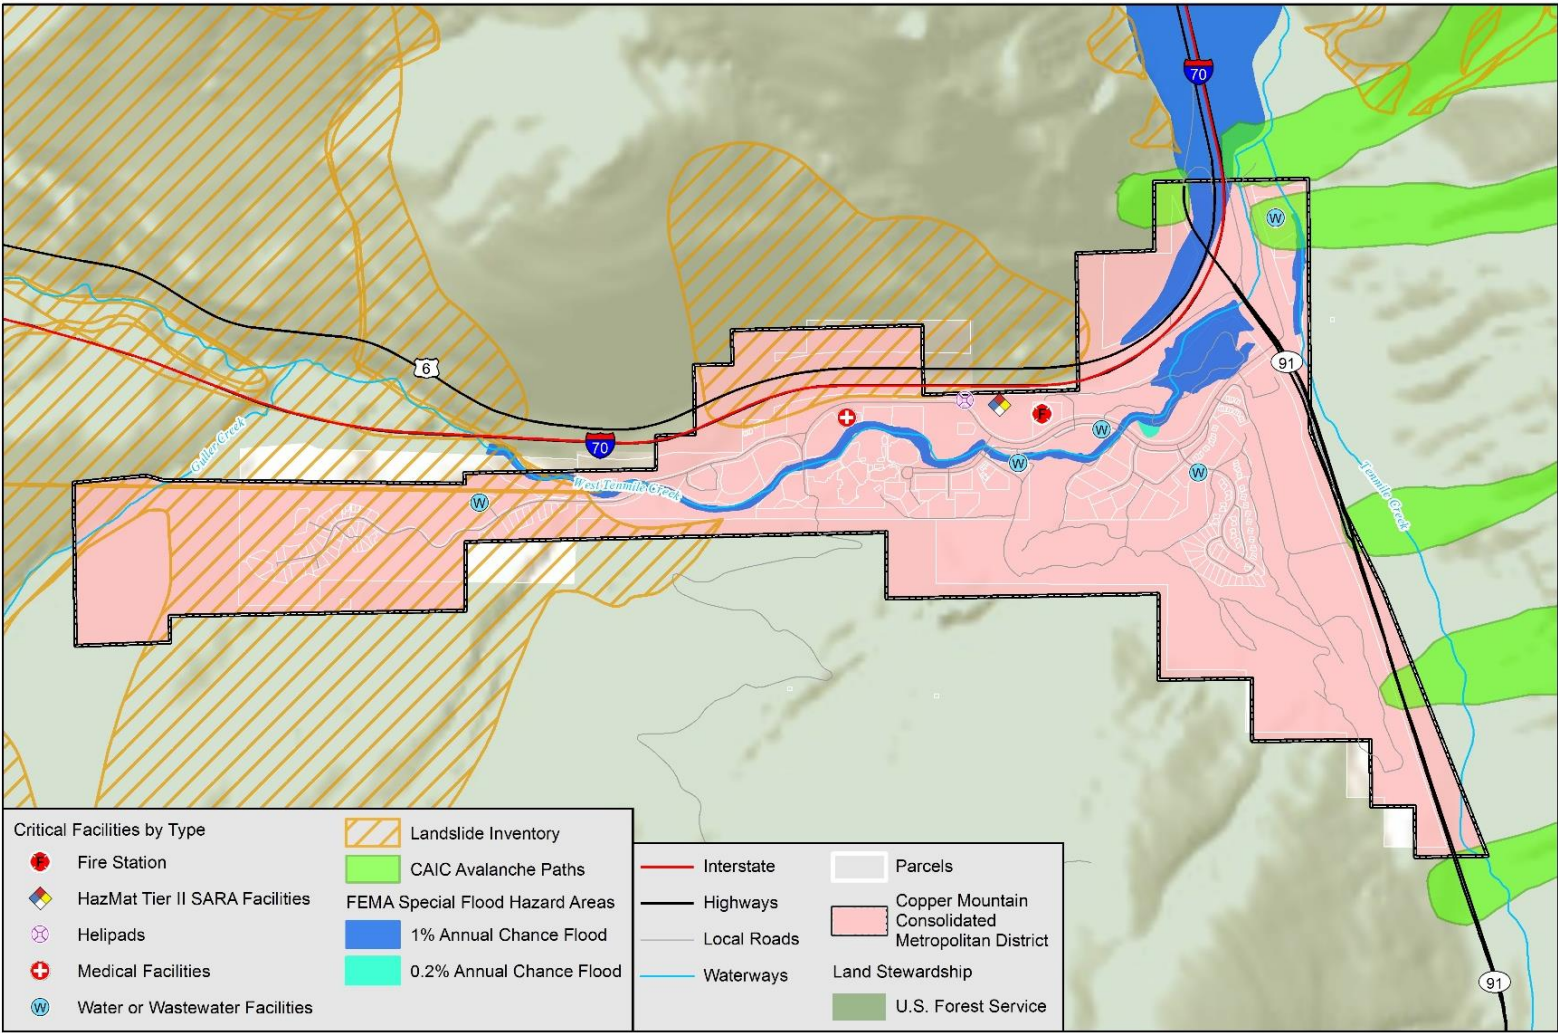 70
6
91
70
Guller Creek
West Tenmile Creek
W
W
W
W
W
F
Tenmile Creek
91
Critical Facilities by Type
F Fire Station
HazMat Tier II SARA Facilities
Helipads
Medical Facilities
W Water or Wastewater Facilities
Landslide Inventory
CAIC Avalanche Paths
FEMA Special Flood Hazard Areas
1% Annual Chance Flood
0.2% Annual Chance Flood
Interstate
Highways
Local Roads
Waterways
Parcels
Copper Mountain
Consolidated
Metropolitan District
Land Stewardship
U.S. Forest Service